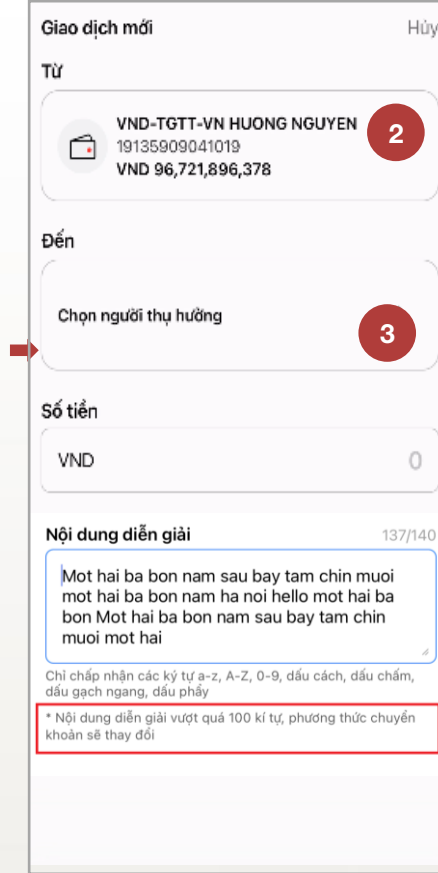 Giao dịch mới
Hủy
Từ
VND-TGTT-VN HUONG NGUYEN
19135909041019
VND 96,721,896,378
2
Đến
Chọn người thụ hưởng
3
Số tiền
VND
0
Nội dung diễn giải
137/140
Mot hai ba bon nam sau bay tam chin muoi
mot hai ba bon nam ha noi hello mot hai ba
bon Mot hai ba bon nam sau bay tam chin
muoi mot hai
Chỉ chấp nhận các ký tự a-z, A-Z, 0-9, dấu cách, dấu chấm,
dấu gạch ngang, dấu phẩy
* Nội dung diễn giải vượt quá 100 kí tự, phương thức chuyển
khoản sẽ thay đổi